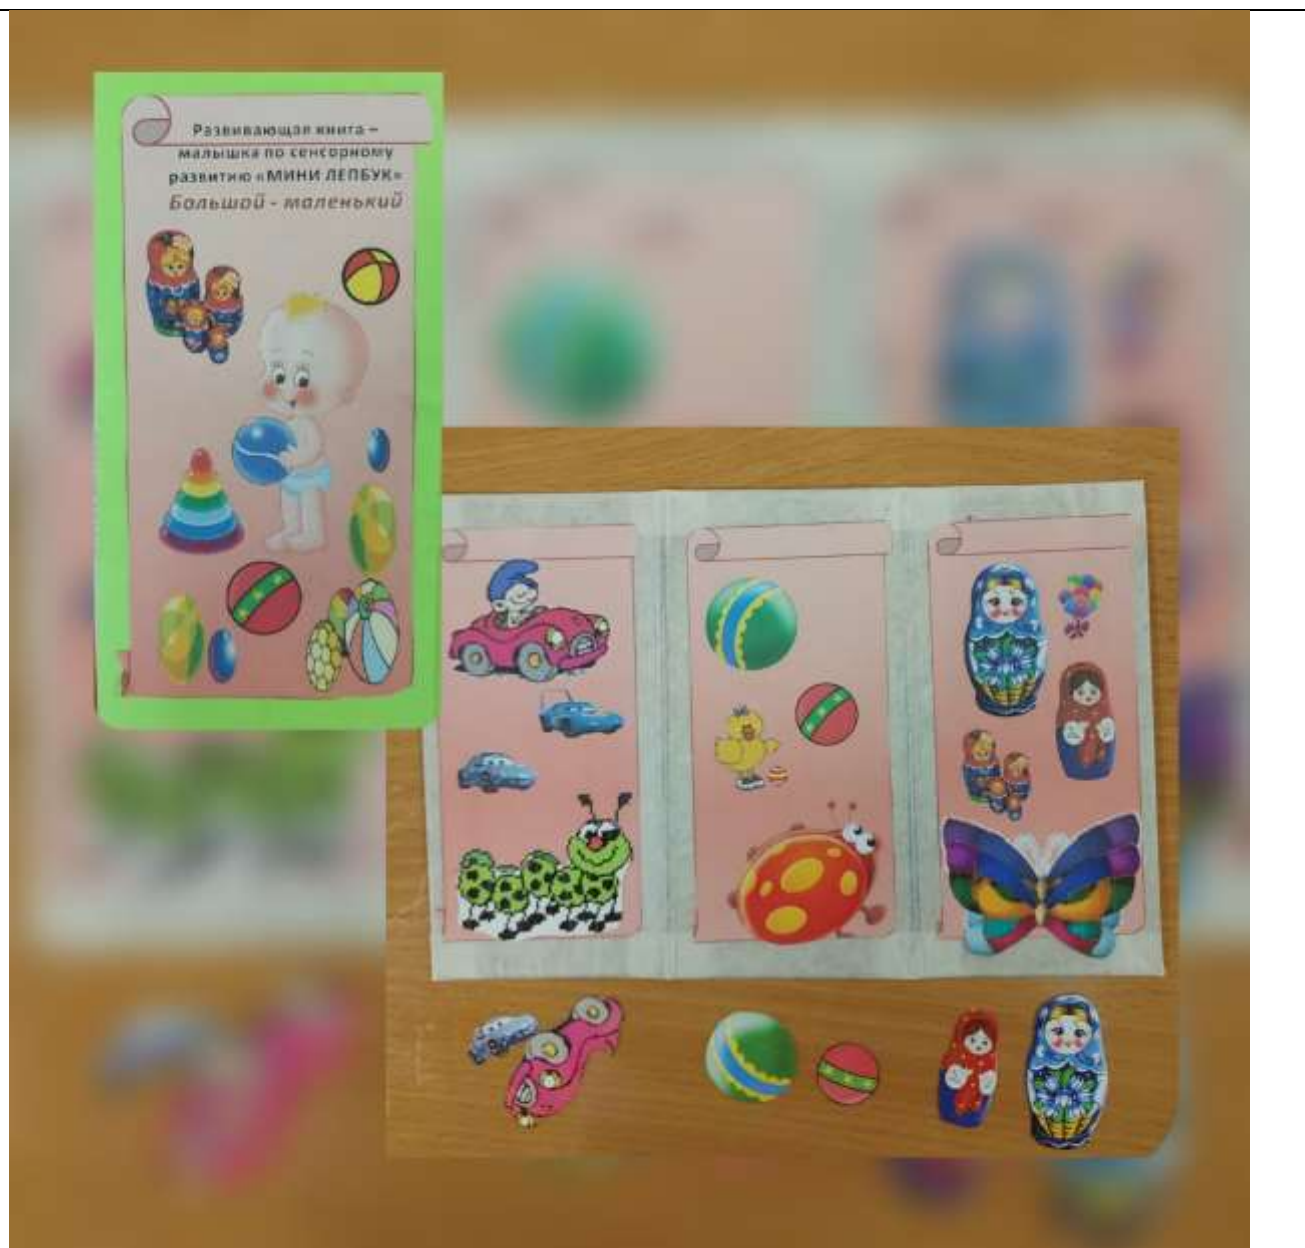 Развивающая книга –
малышка по сенсорному
развитию «МИНИ ЛЕПБУК»
Большой - маленький